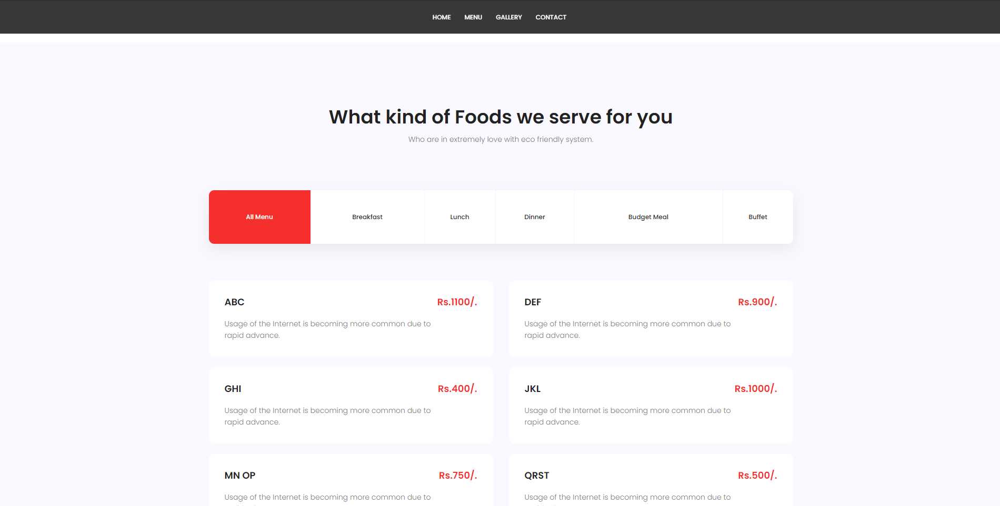 HOME MENU GALLERY CONTACT
What kind of Foods we serve for you
Who are in extremely love with eco friendly system.
All Menu Breakfast Lunch Dinner Budget Meal Buffet
ABC Rs.1100/.
Usage of the Internet is becoming more common due to
rapid advance.
DEF Rs.900/.
Usage of the Internet is becoming more common due to
rapid advance.
GHI Rs.400/.
Usage of the Internet is becoming more common due to
rapid advance.
JKL Rs.1000/.
Usage of the Internet is becoming more common due to
rapid advance.
MN OP Rs.750/.
Usage of the Internet is becoming more common due to
QRST Rs.500/.
Usage of the Internet is becoming more common due to